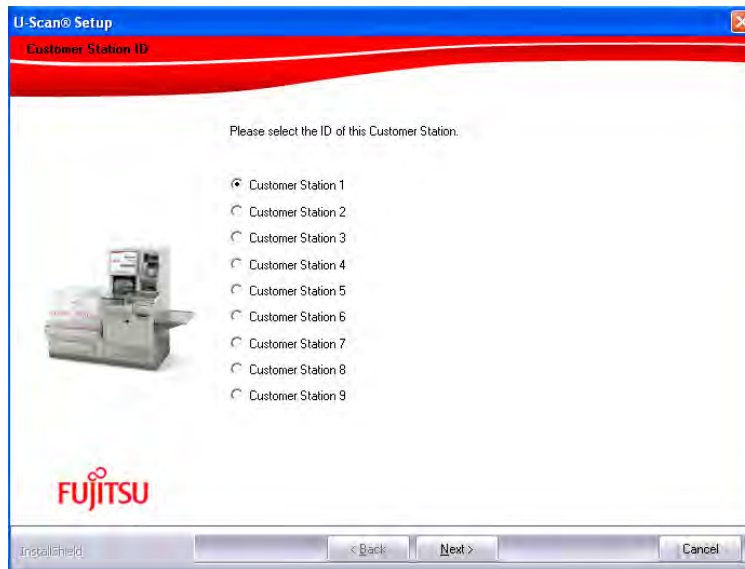 U-Scan® Setup
Customer Station ID
Please select the ID of this Customer Station.
Customer Station 1
Customer Station 2
Customer Station 3
Customer Station 4
Customer Station 5
Customer Station 6
Customer Station 7
Customer Station 8
Customer Station 9
FUJITSU
InstallShield
< Back
Next >
Cancel